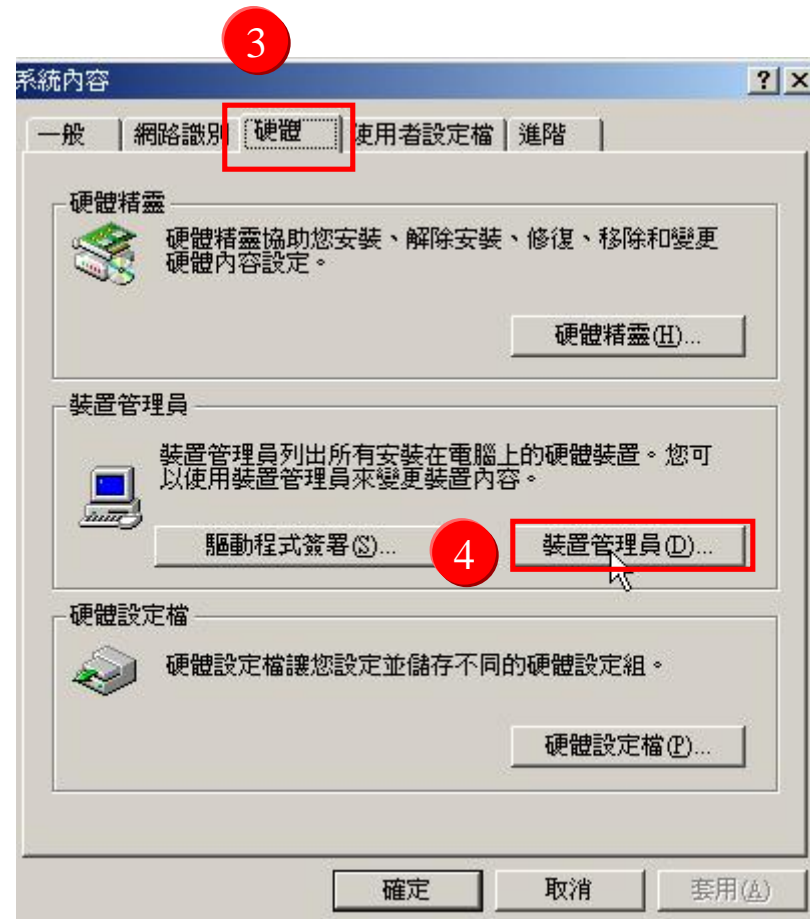 3
系統內容
一般 網路識別 硬體 使用者設定檔 進階
硬體精靈
硬體精靈協助您安裝、解除安裝、修復、移除和變更
硬體內容設定。
硬體精靈(H)...
裝置管理員
裝置管理員列出所有安裝在電腦上的硬體裝置。您可
以使用裝置管理員來變更裝置內容。
驅動程式簽署(S)... 4 裝置管理員(D)...
硬體設定檔
硬體設定檔讓您設定並儲存不同的硬體設定組。
硬體設定檔(P)...
確定 取消 套用(A)